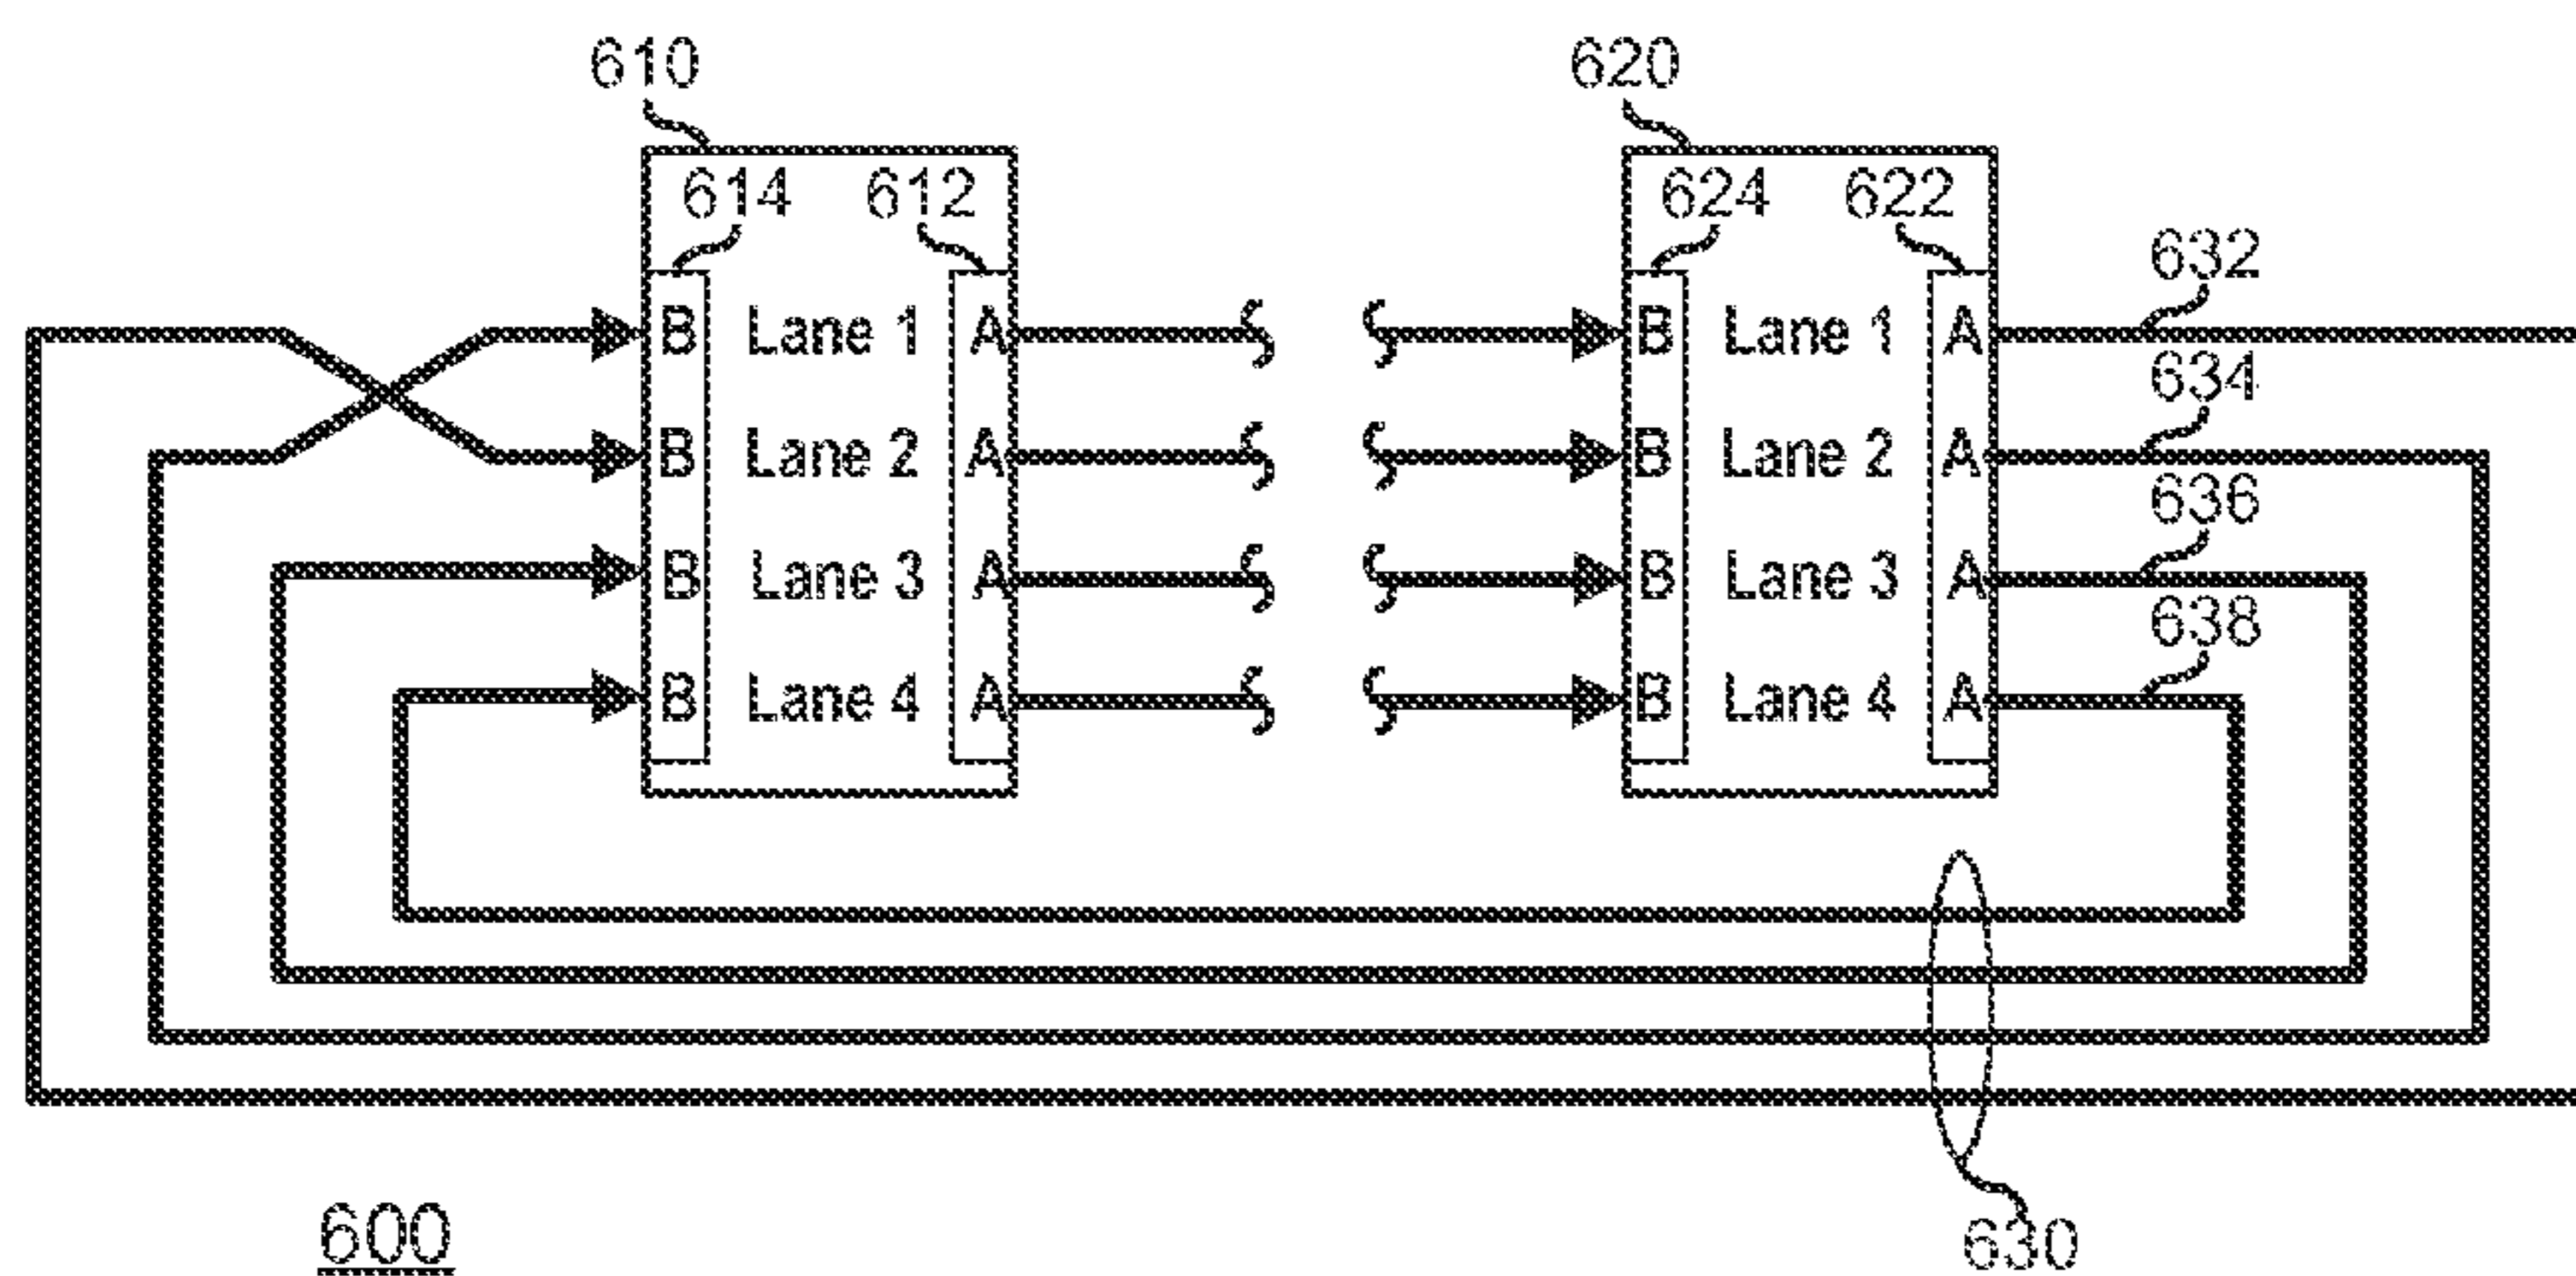 610 620
614 612 624 622
632
B Lane 1 A B Lane 1 A
634
B Lane 2 A B Lane 2 A
636
B Lane 3 A B Lane 3 A
638
B Lane 4 A B Lane 4 A
600
630